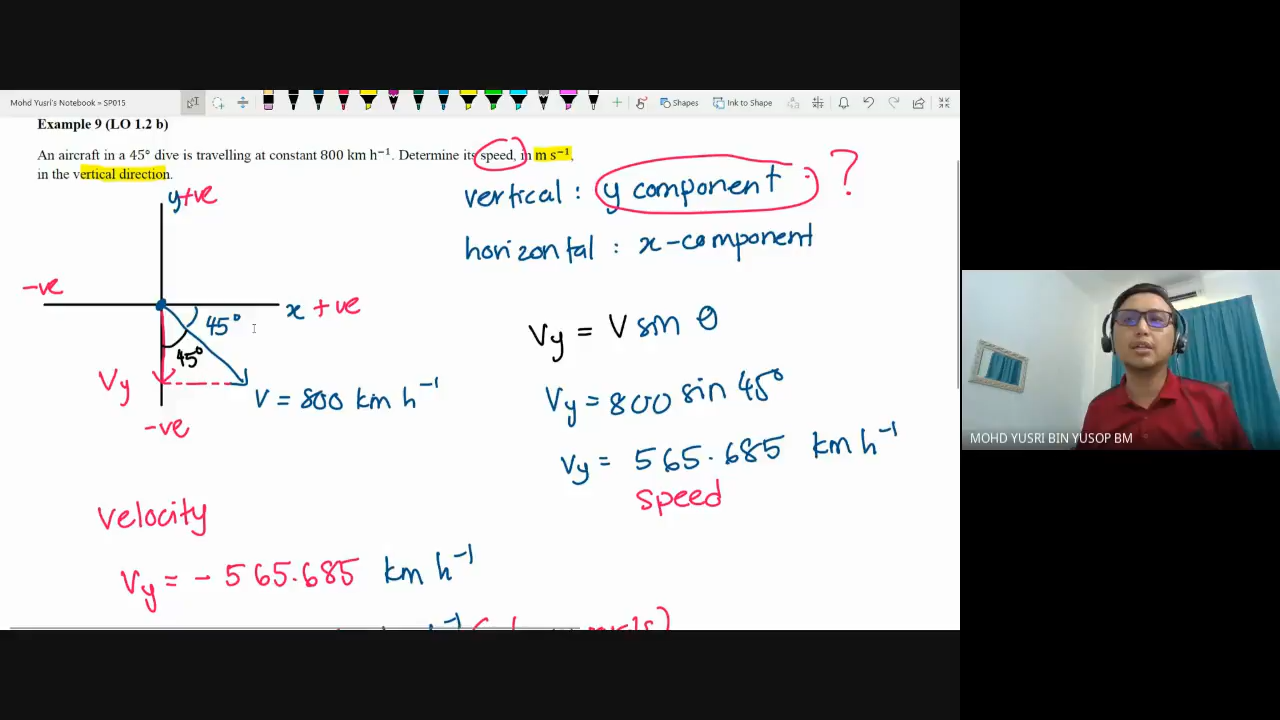 Mohd Yusri's Notebook » SP015
Shapes
Ink to Shape
Example 9 (LO 1.2 b)
An aircraft in a 45° dive is travelling at constant 800 km h⁻¹. Determine its speed, in m s⁻¹,
in the vertical direction.
y +ve
vertical : y component ?
horizontal : x-component
-ve
x +ve
45°
45°
Vy
V = 800 km h⁻¹
-ve
Vy = V sin θ
Vy = 800 sin 45°
Vy = 565.685 km h⁻¹
speed
velocity
Vy = - 565.685 km h⁻¹
MOHD YUSRI BIN YUSOP BM